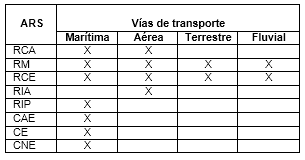 ARS Vías de transporte
Marítima Aérea Terrestre Fluvial
RCA X X
RM X X X X
RCE X X X X
RIA X
RIP X
CAE X
CE X
CNE X